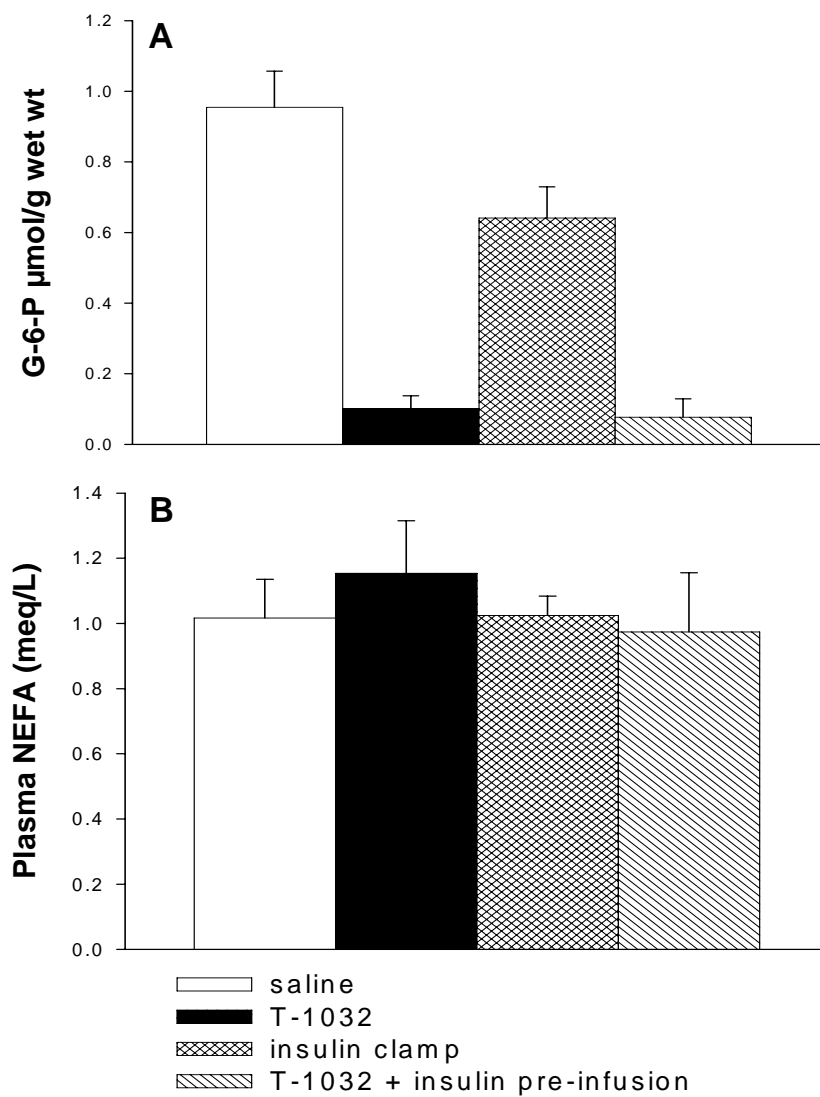 A
G-6-P µmol/g wet wt
1.2
1.0
0.8
0.6
0.4
0.2
0.0
B
Plasma NEFA (meq/L)
1.4
1.2
1.0
0.8
0.6
0.4
0.2
0.0
saline
T-1032
insulin clamp
T-1032 + insulin pre-infusion